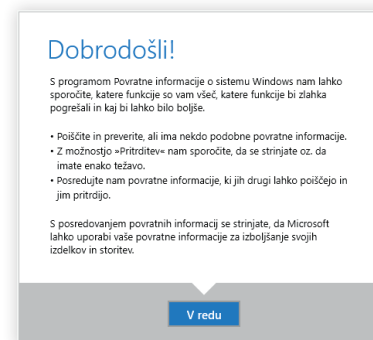 Dobrodošli!
S programom Povratne informacije o sistemu Windows nam lahko
sporočite, katere funkcije so vam všeč, katere funkcije bi zlahka
pogrešali in kaj bi lahko bilo boljše.
• Poiščite in preverite, ali ima nekdo podobne povratne informacije.
• Z možnostjo »Pritrditev« nam sporočite, da se strinjate oz. da
imate enako težavo.
• Posredujte nam povratne informacije, ki jih drugi lahko poiščejo in
jim pritrdijo.
S posredovanjem povratnih informacij se strinjate, da Microsoft
lahko uporabi vaše povratne informacije za izboljšanje svojih
izdelkov in storitev.
V redu